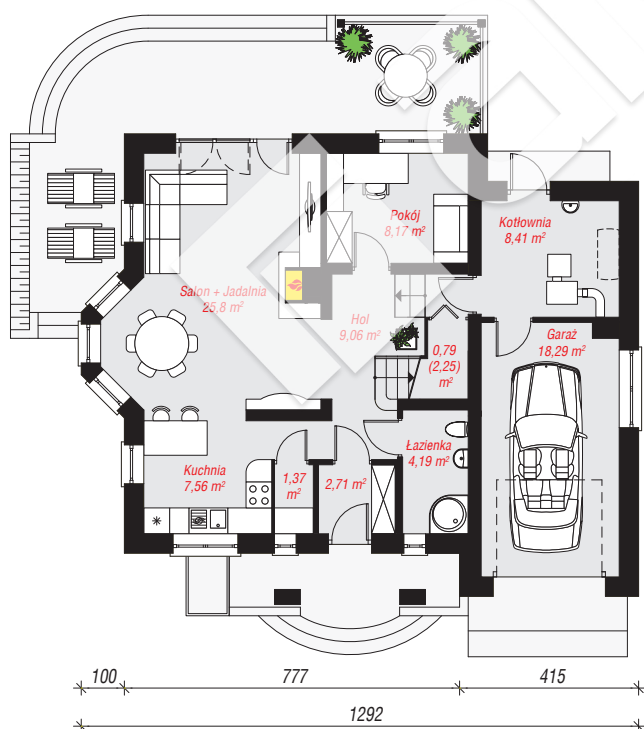 Pokój
8,17 m²
Kotłownia
8,41 m²
Salon + Jadalnia
25,8 m²
Hol
9,06 m²
Garaż
18,29 m²
0,79
(2,25)
m²
Łazienka
4,19 m²
Kuchnia
7,56 m²
1,37
m²
2,71 m²
100
777
415
1292